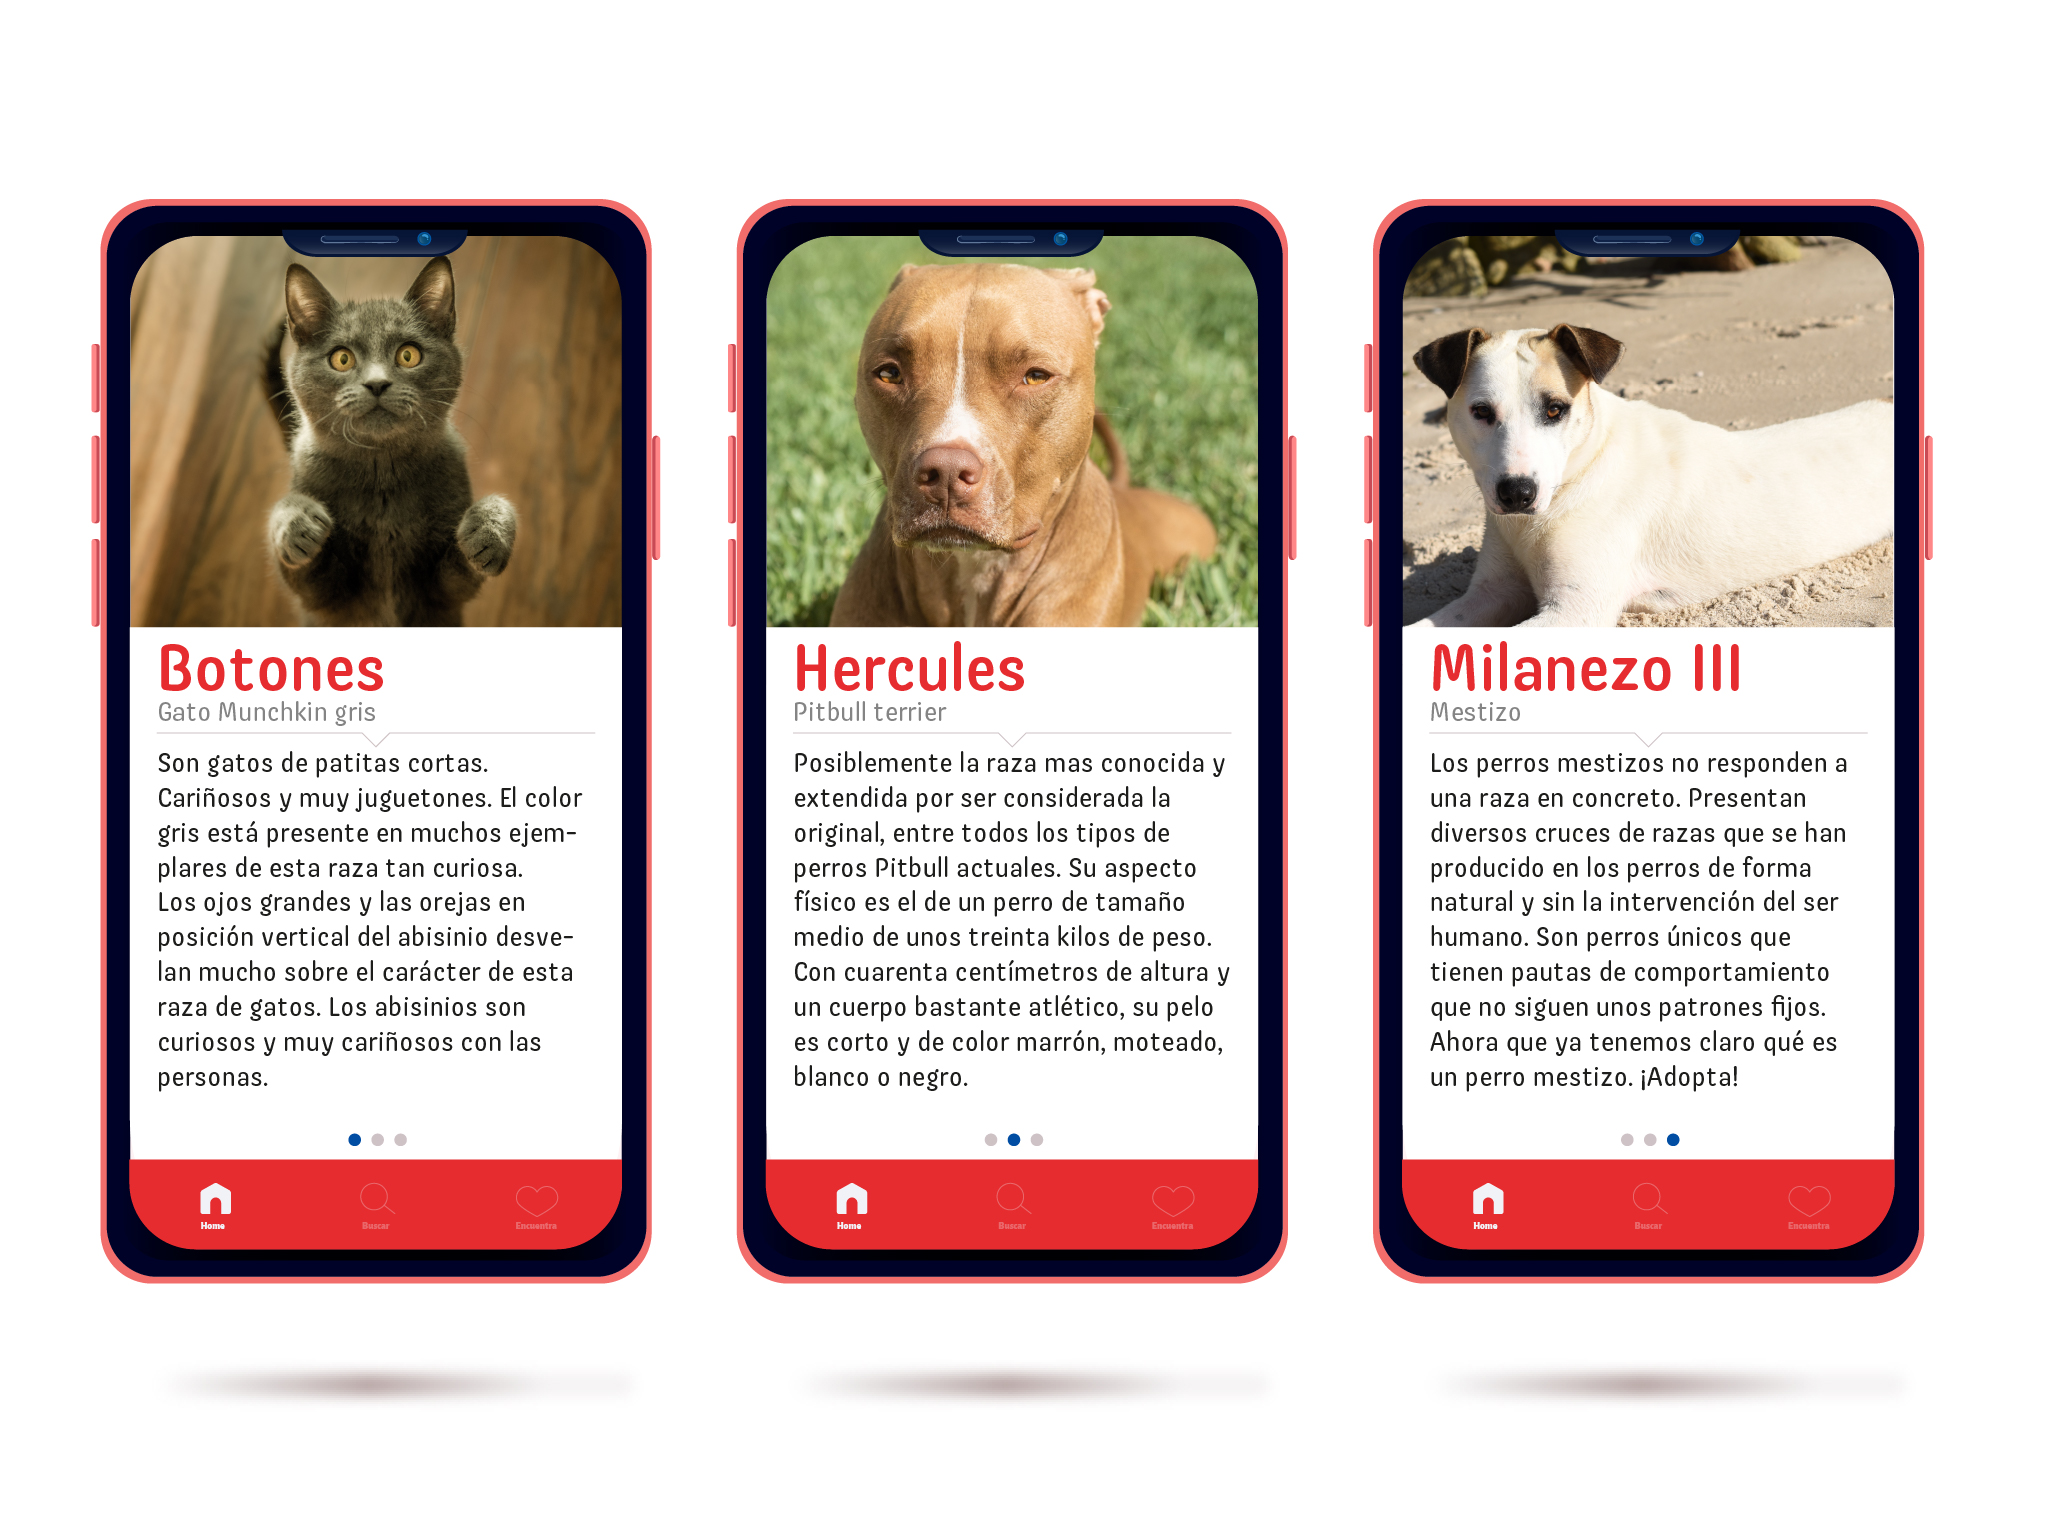 Botones
Gato Munchkin gris
Son gatos de patitas cortas.
Cariñosos y muy juguetones. El color
gris está presente en muchos ejem-
plares de esta raza tan curiosa.
Los ojos grandes y las orejas en
posición vertical del abisinio desve-
lan mucho sobre el carácter de esta
raza de gatos. Los abisinios son
curiosos y muy cariñosos con las
personas.
Home
Buscar
Encuentra
Hercules
Pitbull terrier
Posiblemente la raza mas conocida y
extendida por ser considerada la
original, entre todos los tipos de
perros Pitbull actuales. Su aspecto
físico es el de un perro de tamaño
medio de unos treinta kilos de peso.
Con cuarenta centímetros de altura y
un cuerpo bastante atlético, su pelo
es corto y de color marrón, moteado,
blanco o negro.
Home
Buscar
Encuentra
Milanezo III
Mestizo
Los perros mestizos no responden a
una raza en concreto. Presentan
diversos cruces de razas que se han
producido en los perros de forma
natural y sin la intervención del ser
humano. Son perros únicos que
tienen pautas de comportamiento
que no siguen unos patrones fijos.
Ahora que ya tenemos claro qué es
un perro mestizo. ¡Adopta!
Home
Buscar
Encuentra